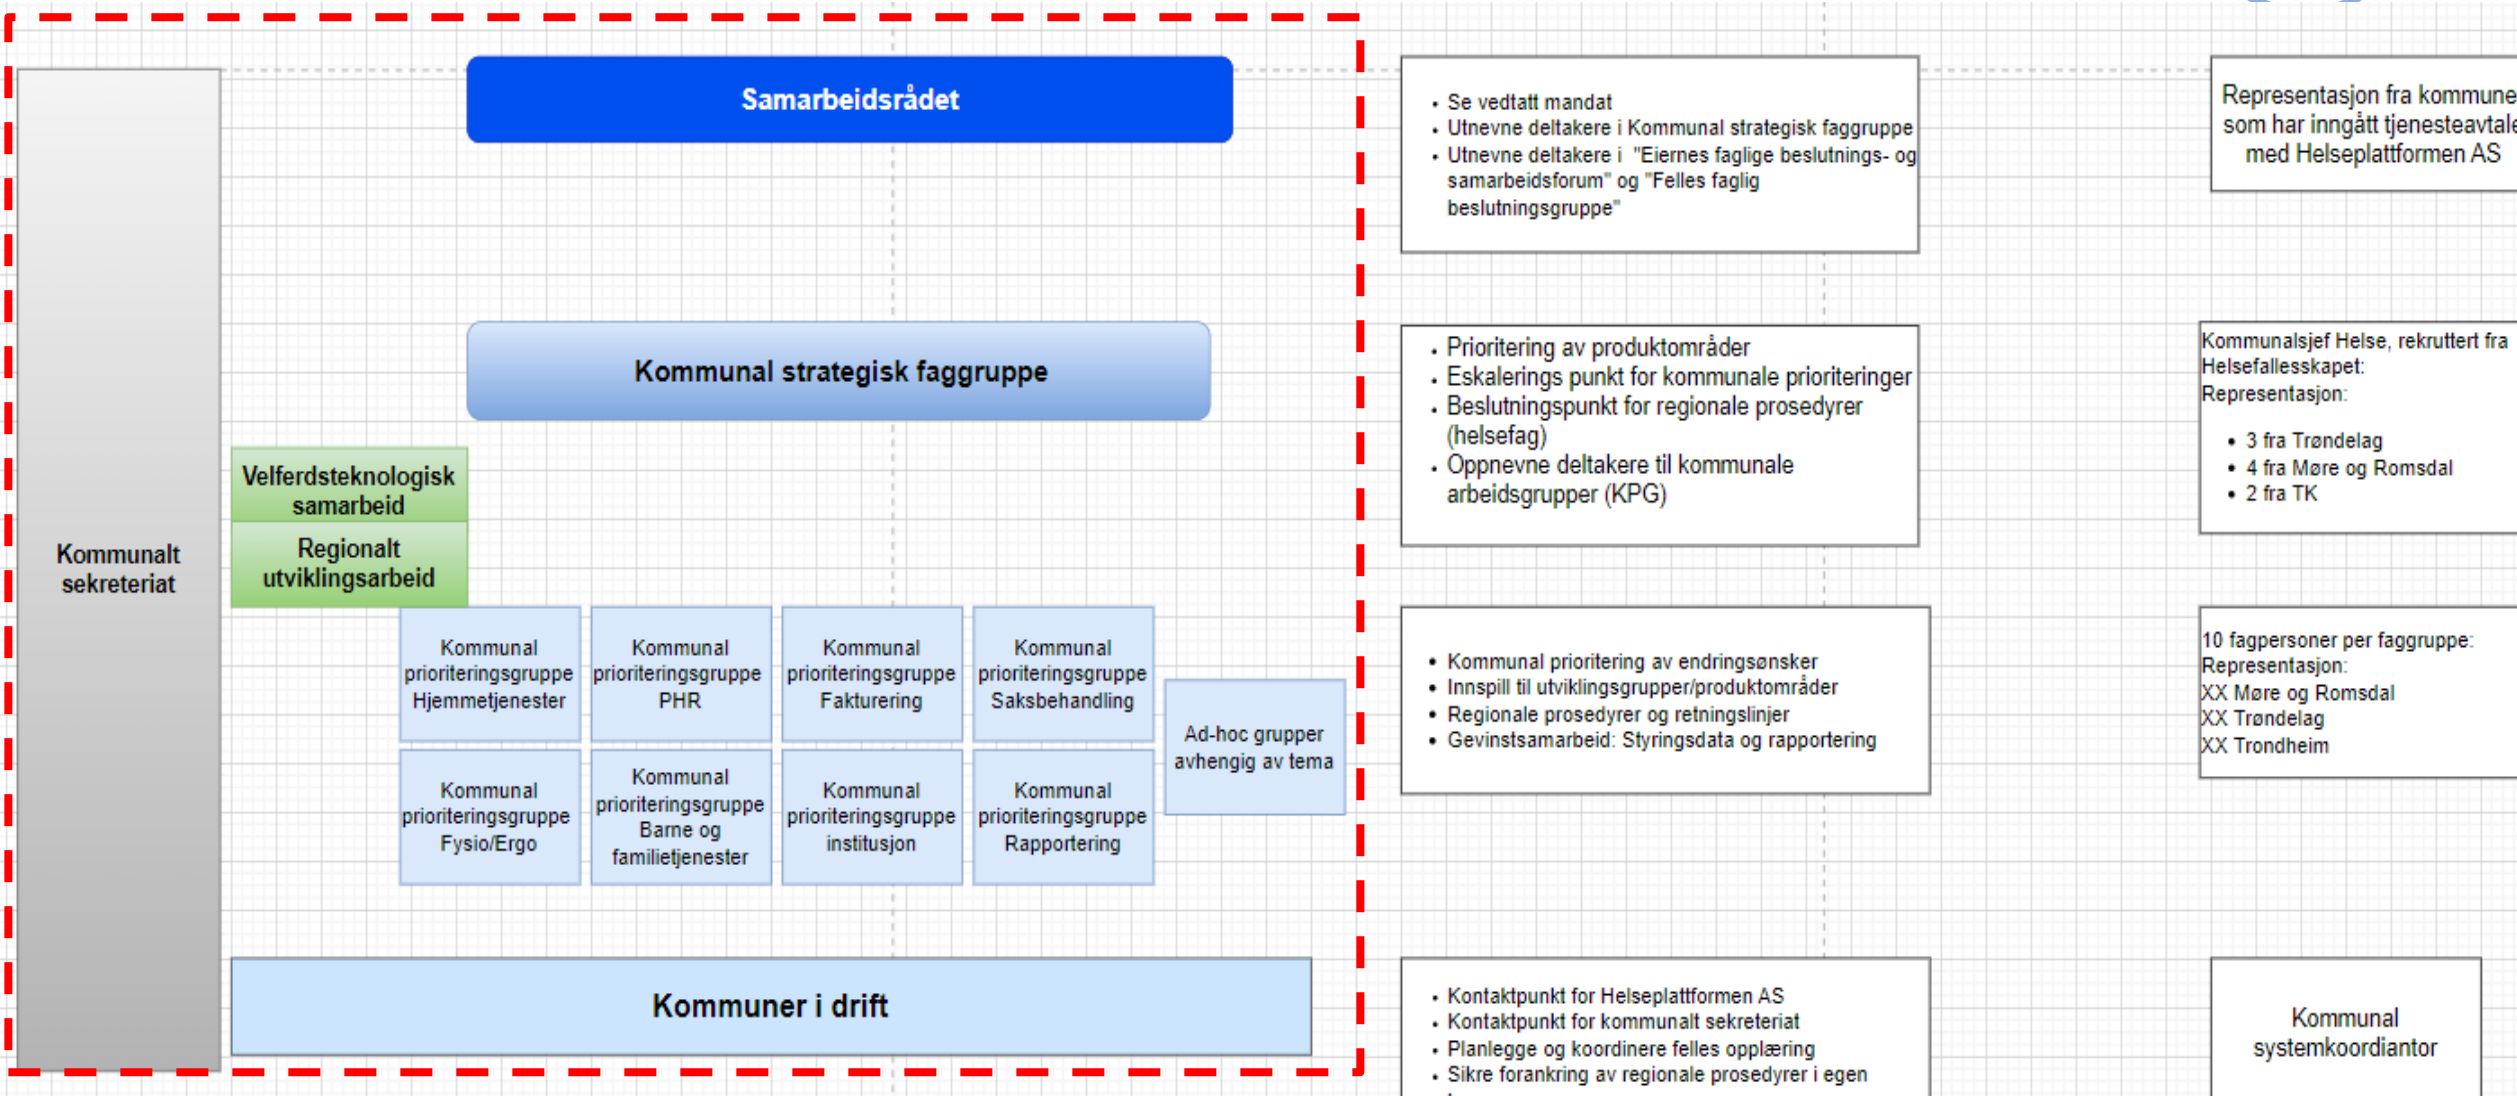 Samarbeidsrådet
• Se vedtatt mandat
• Utnevne deltakere i Kommunal strategisk faggruppe
• Utnevne deltakere i "Eiernes faglige beslutnings- og
samarbeidsforum" og "Felles faglig
beslutningsgruppe"
Representasjon fra kommune
som har inngått tjenesteavtale
med Helseplattformen AS
Kommunal strategisk faggruppe
• Prioritering av produktområder
• Eskalerings punkt for kommunale prioriteringer
• Beslutningspunkt for regionale prosedyrer
(helsefag)
• Oppnevne deltakere til kommunale
arbeidsgrupper (KPG)
Kommunalsjef Helse, rekruttert fra
Helsefallesskapet:
Representasjon:
• 3 fra Trøndelag
• 4 fra Møre og Romsdal
• 2 fra TK
Kommunalt
sekreteriat
Velferdsteknologisk
samarbeid
Regionalt
utviklingsarbeid
Kommunal
prioriteringsgruppe
Hjemmetjenester
Kommunal
prioriteringsgruppe
PHR
Kommunal
prioriteringsgruppe
Fakturering
Kommunal
prioriteringsgruppe
Saksbehandling
Kommunal
prioriteringsgruppe
Fysio/Ergo
Kommunal
prioriteringsgruppe
Barne og
familietjenester
Kommunal
prioriteringsgruppe
institusjon
Kommunal
prioriteringsgruppe
Rapportering
Ad-hoc grupper
avhengig av tema
• Kommunal prioritering av endringsønsker
• Innspill til utviklingsgrupper/produktområder
• Regionale prosedyrer og retningslinjer
• Gevinstsamarbeid: Styringsdata og rapportering
10 fagpersoner per faggruppe:
Representasjon:
XX Møre og Romsdal
XX Trøndelag
XX Trondheim
Kommuner i drift
• Kontaktpunkt for Helseplattformen AS
• Kontaktpunkt for kommunalt sekreteriat
• Planlegge og koordinere felles opplæring
• Sikre forankring av regionale prosedyrer i egen
Kommunal
systemkoordiantor